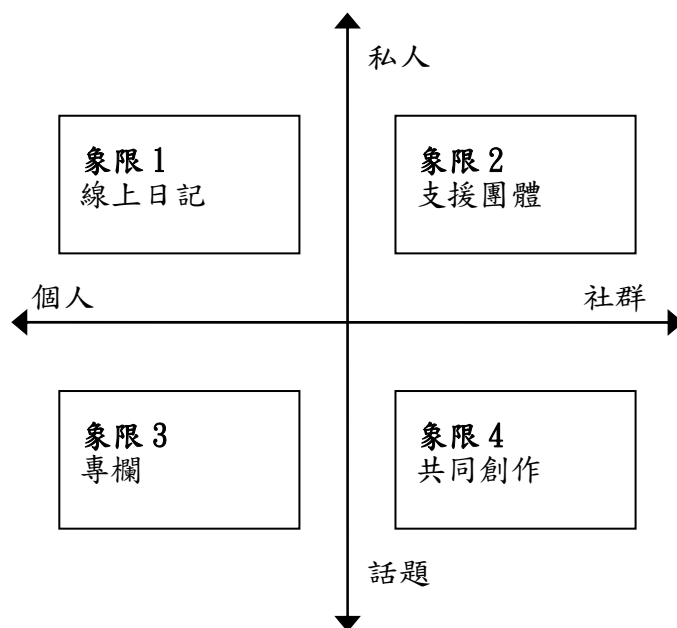 私人
象限 1
線上日記
象限 2
支援團體
個人
社群
象限 3
專欄
象限 4
共同創作
話題